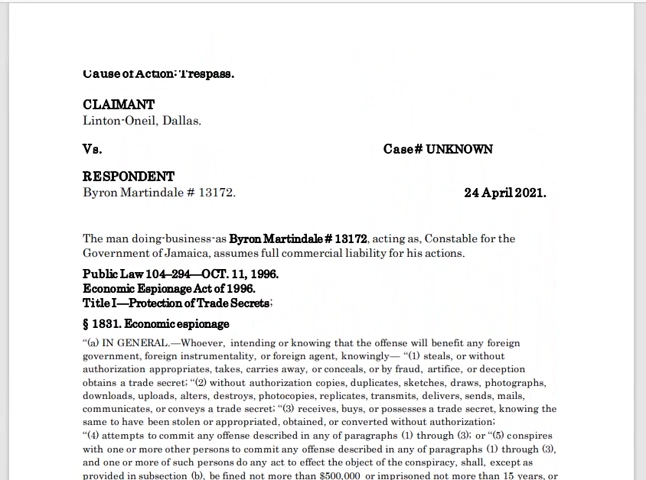 Cause of Action: Trespass.
CLAIMANT
Linton-Oneil, Dallas.
Vs. Case# UNKNOWN
RESPONDENT
Byron Martindale # 13172. 24 April 2021.
The man doing-business-as Byron Martindale # 13172, acting as, Constable for the
Government of Jamaica, assumes full commercial liability for his actions.
Public Law 104–294—OCT. 11, 1996.
Economic Espionage Act of 1996.
Title I—Protection of Trade Secrets;
§ 1831. Economic espionage
“(a) IN GENERAL.—Whoever, intending or knowing that the offense will benefit any foreign
government, foreign instrumentality, or foreign agent, knowingly— “(1) steals, or without
authorization appropriates, takes, carries away, or conceals, or by fraud, artifice, or deception
obtains a trade secret; “(2) without authorization copies, duplicates, sketches, draws, photographs,
downloads, uploads, alters, destroys, photocopies, replicates, transmits, delivers, sends, mails,
communicates, or conveys a trade secret; “(3) receives, buys, or possesses a trade secret, knowing the
same to have been stolen or appropriated, obtained, or converted without authorization;
“(4) attempts to commit any offense described in any of paragraphs (1) through (3); or “(5) conspires
with one or more other persons to commit any offense described in any of paragraphs (1) through (3),
and one or more of such persons do any act to effect the object of the conspiracy, shall, except as
provided in subsection (b), be fined not more than $500,000 or imprisoned not more than 15 years, or